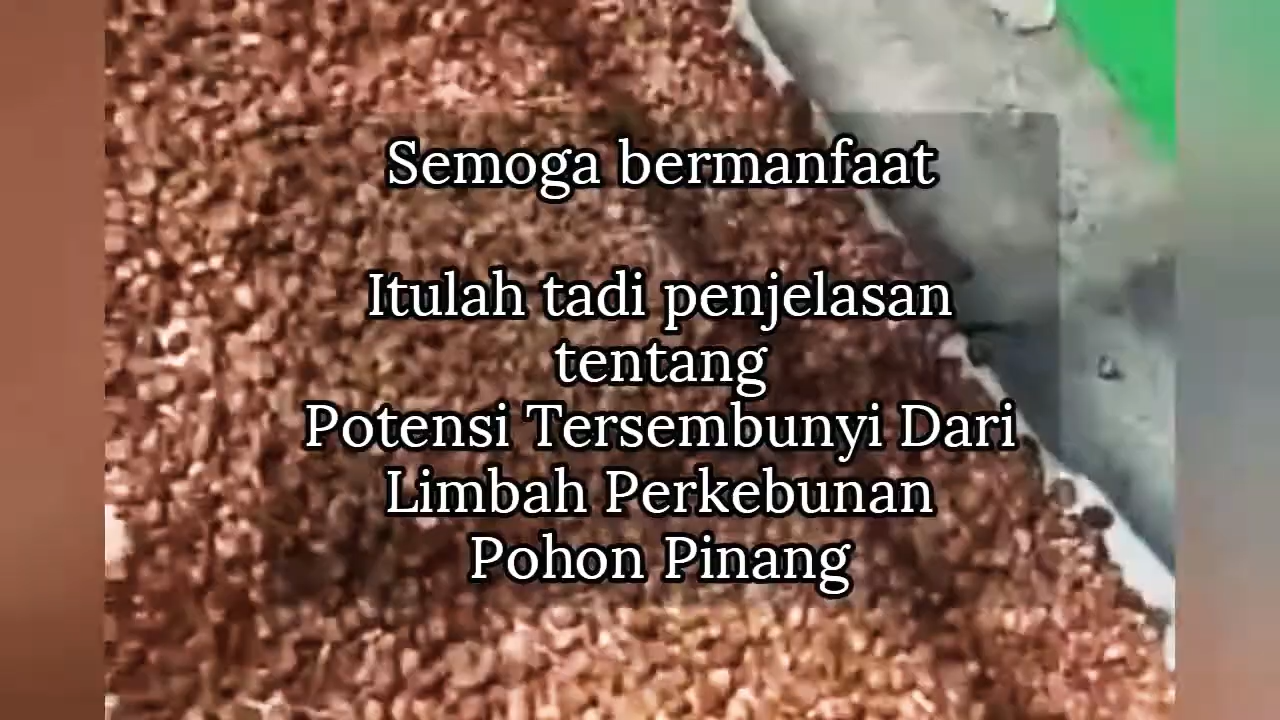 Semoga bermanfaat
Itulah tadi penjelasan
tentang
Potensi Tersembunyi Dari
Limbah Perkebunan
Pohon Pinang